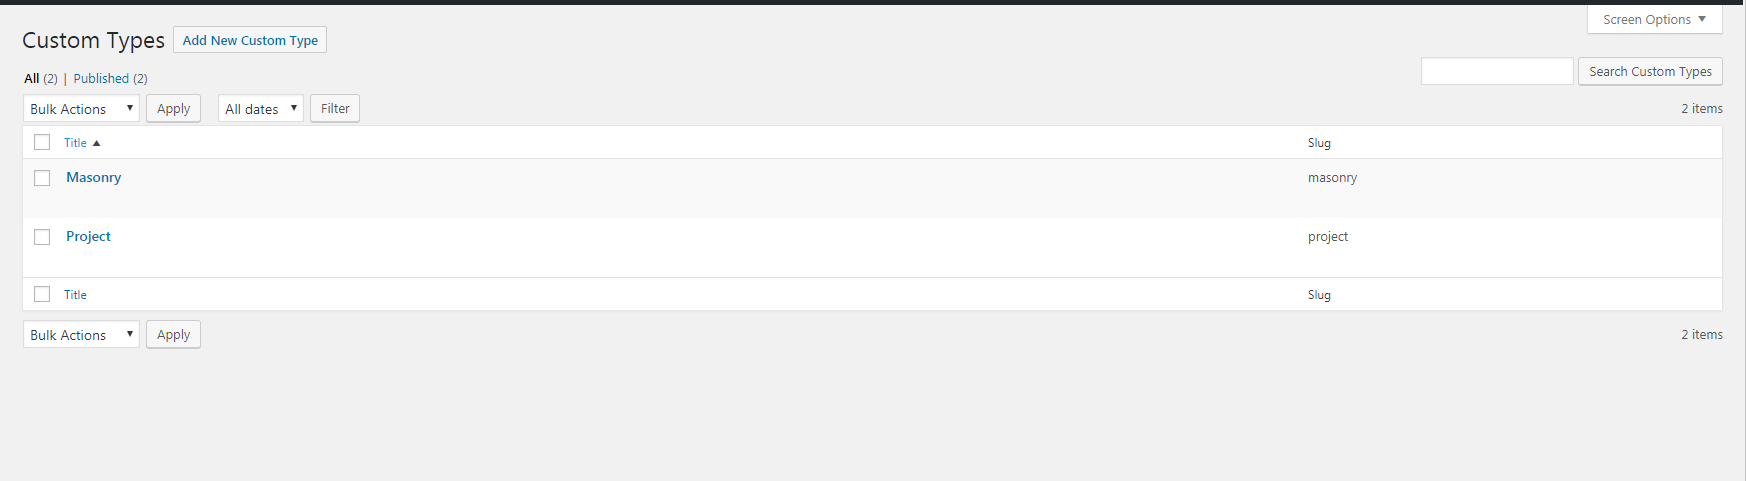 Screen Options
Custom Types Add New Custom Type
All (2) | Published (2)
Search Custom Types
Bulk Actions Apply All dates Filter 2 items
Title Slug
Masonry masonry
Project project
Title Slug
Bulk Actions Apply 2 items